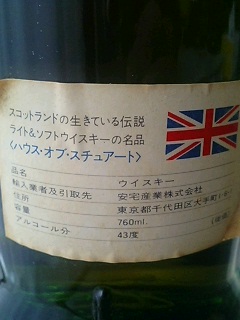 スコットランドの生きている伝説
ライト&ソフトウイスキーの名品
〈ハウス・オブ・スチュアート〉
品名 ウイスキー
輸入業者及引取先 安宅産業株式会社
住所 東京都千代田区大手町
容量 760ml.
アルコール分 43度